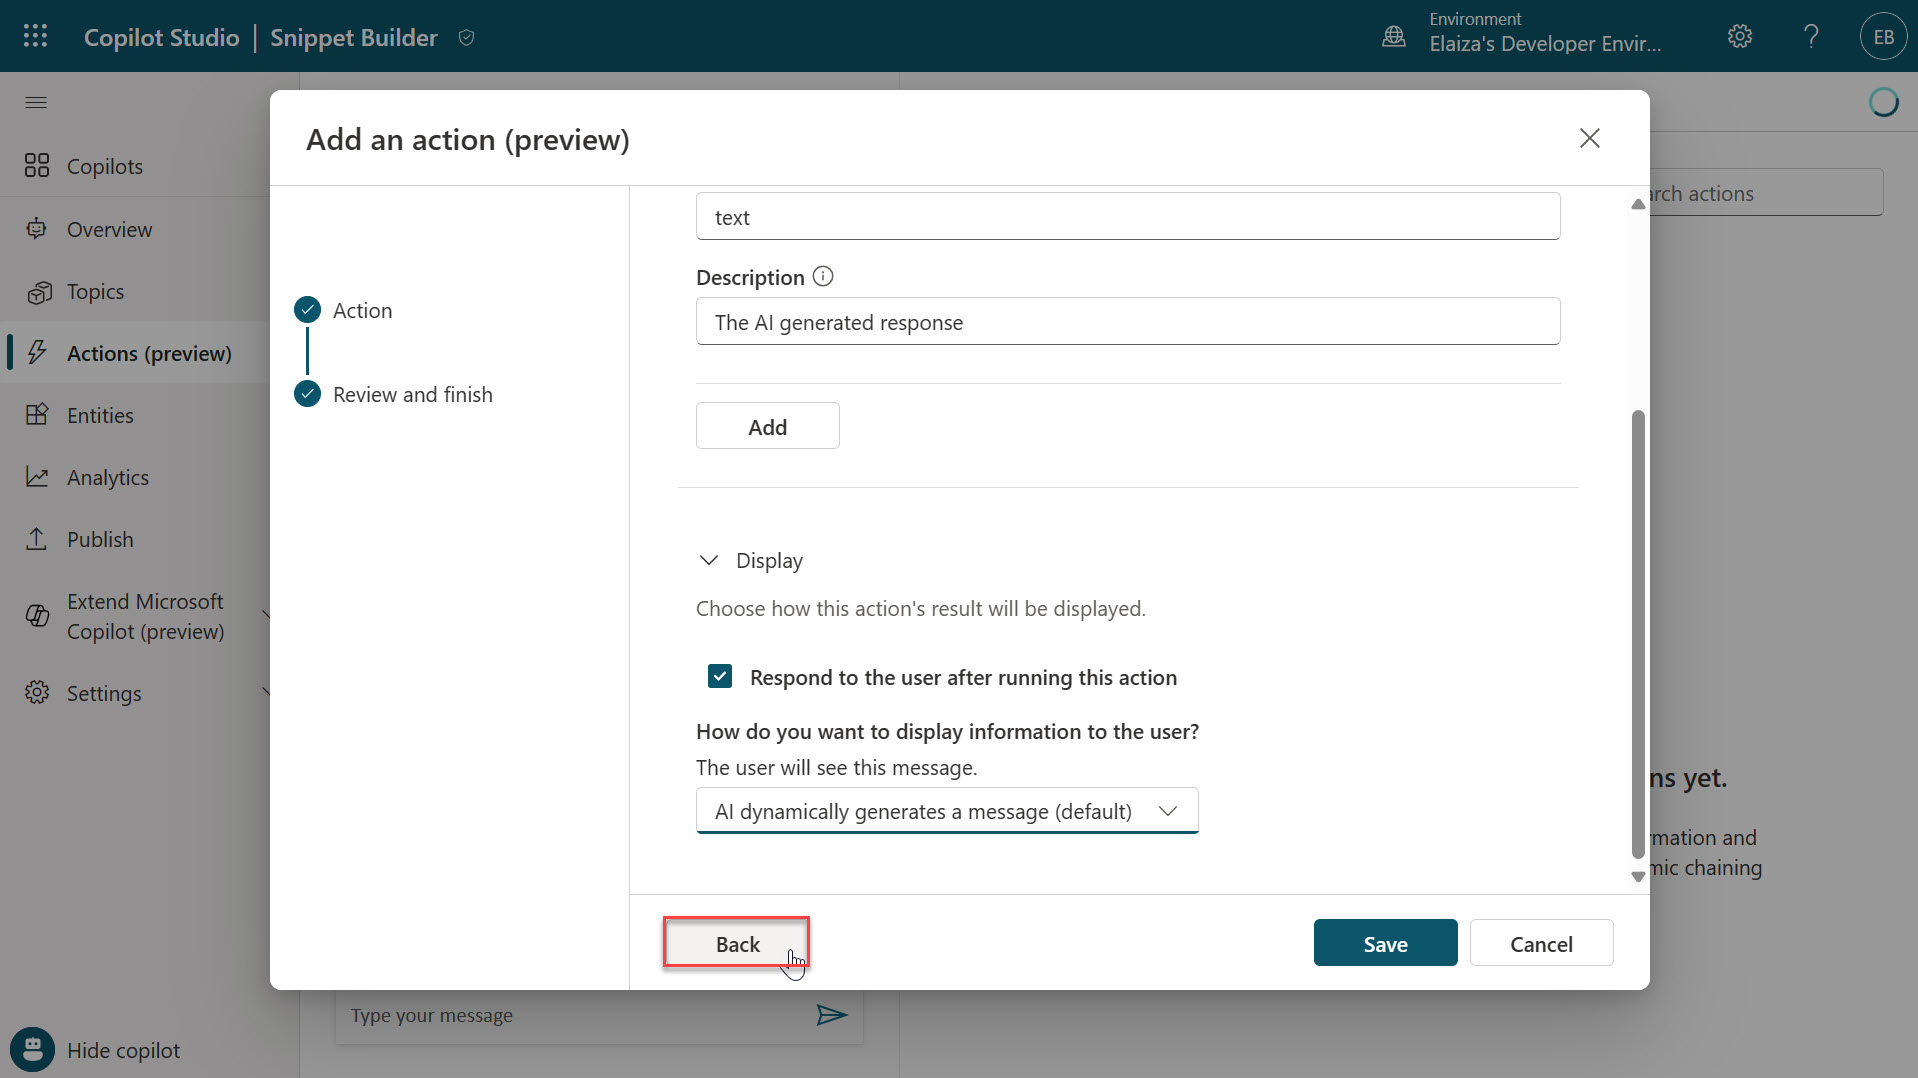 Copilot Studio | Snippet Builder
Environment
Elaiza's Developer Envir...
EB
Copilots
Overview
Topics
Actions (preview)
Entities
Analytics
Publish
Extend Microsoft
Copilot (preview)
Settings
Hide copilot
Add an action (preview)
Action
Review and finish
text
Description
The AI generated response
Add
Display
Choose how this action's result will be displayed.
Respond to the user after running this action
How do you want to display information to the user?
The user will see this message.
AI dynamically generates a message (default)
Back
Save
Cancel
rch actions
ns yet.
mation and
mic chaining
Type your message